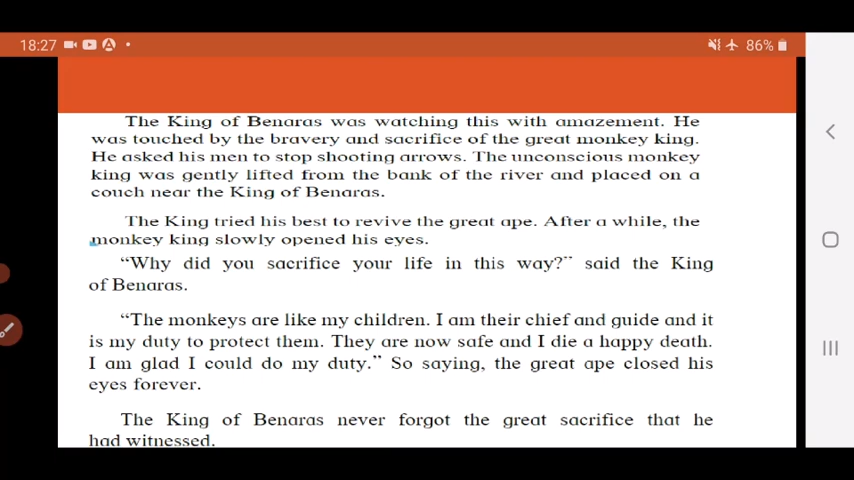 18:27
86%
The King of Benaras was watching this with amazement. He
was touched by the bravery and sacrifice of the great monkey king.
He asked his men to stop shooting arrows. The unconscious monkey
king was gently lifted from the bank of the river and placed on a
couch near the King of Benaras.
The King tried his best to revive the great ape. After a while, the
monkey king slowly opened his eyes.
“Why did you sacrifice your life in this way?” said the King
of Benaras.
“The monkeys are like my children. I am their chief and guide and it
is my duty to protect them. They are now safe and I die a happy death.
I am glad I could do my duty.” So saying, the great ape closed his
eyes forever.
The King of Benaras never forgot the great sacrifice that he
had witnessed.